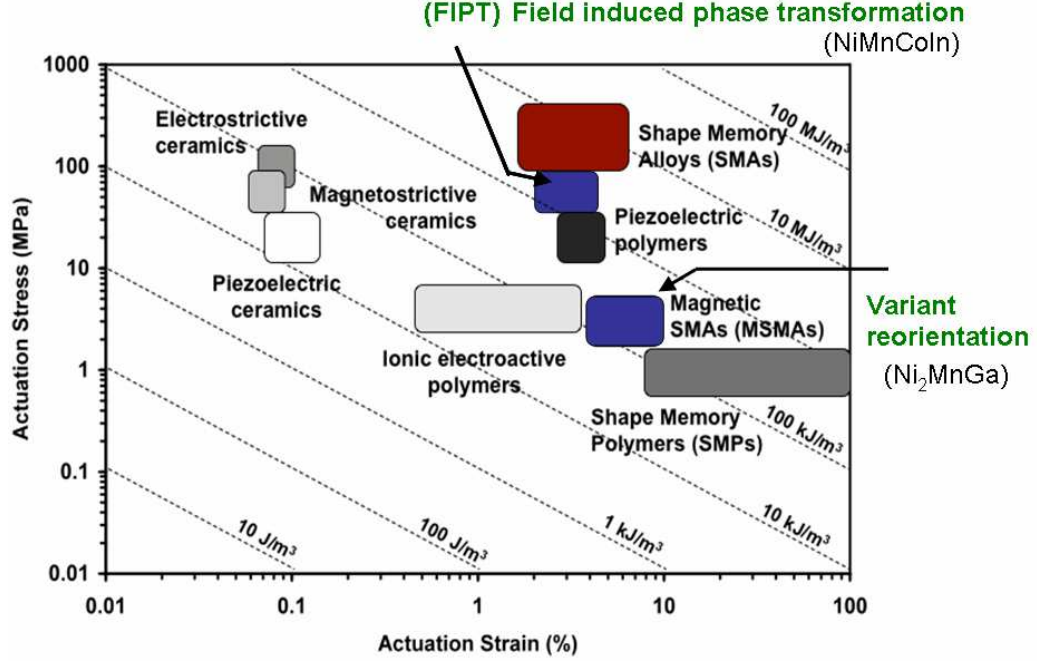 (FIPT) Field induced phase transformation
(NiMnCoIn)
1000
100
10
1
0.1
0.01
Actuation Stress (MPa)
Electrostrictive
ceramics
Magnetostrictive
ceramics
Piezoelectric
ceramics
Shape Memory
Alloys (SMAs)
Piezoelectric
polymers
Magnetic
SMAs (MSMAs)
Ionic electroactive
polymers
Shape Memory
Polymers (SMPs)
100 MJ/m³
10 MJ/m³
100 kJ/m³
10 kJ/m³
1 kJ/m³
100 J/m³
10 J/m³
Variant
reorientation
(Ni₂MnGa)
0.01
0.1
1
10
100
Actuation Strain (%)